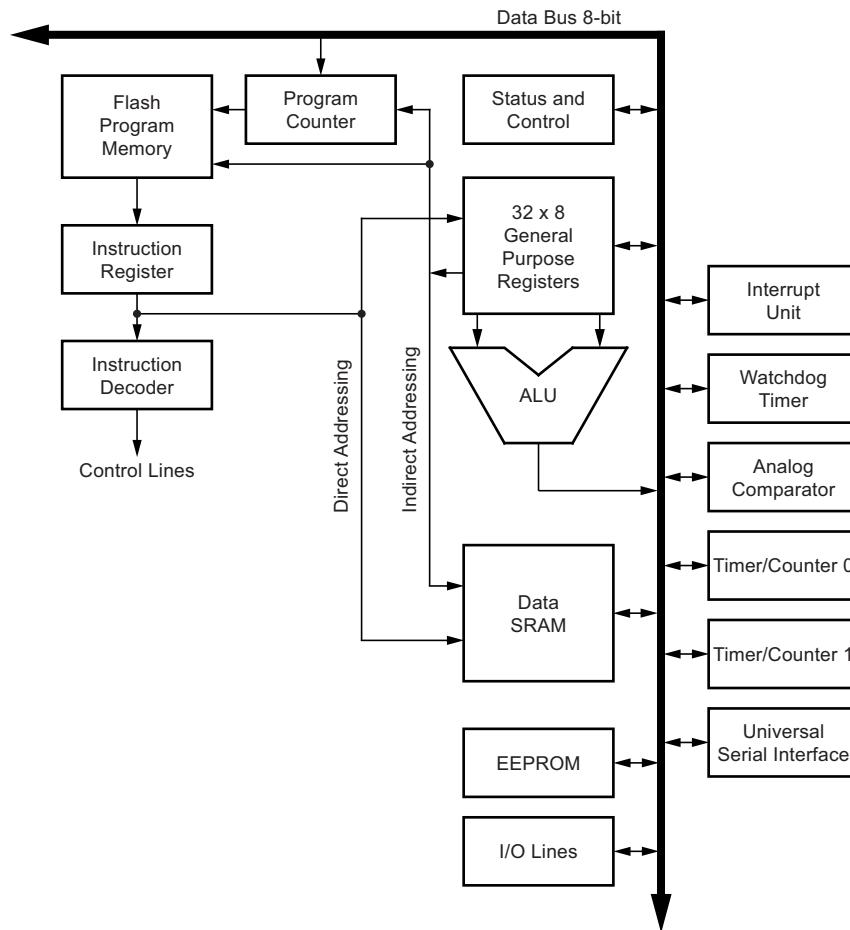 Data Bus 8-bit
Flash
Program
Memory
Program
Counter
Status and
Control
32 x 8
General
Purpose
Registers
Instruction
Register
Interrupt
Unit
Instruction
Decoder
ALU
Watchdog
Timer
Control Lines
Direct Addressing
Indirect Addressing
Analog
Comparator
Timer/Counter 0
Data
SRAM
Timer/Counter 1
Universal
Serial Interface
EEPROM
I/O Lines